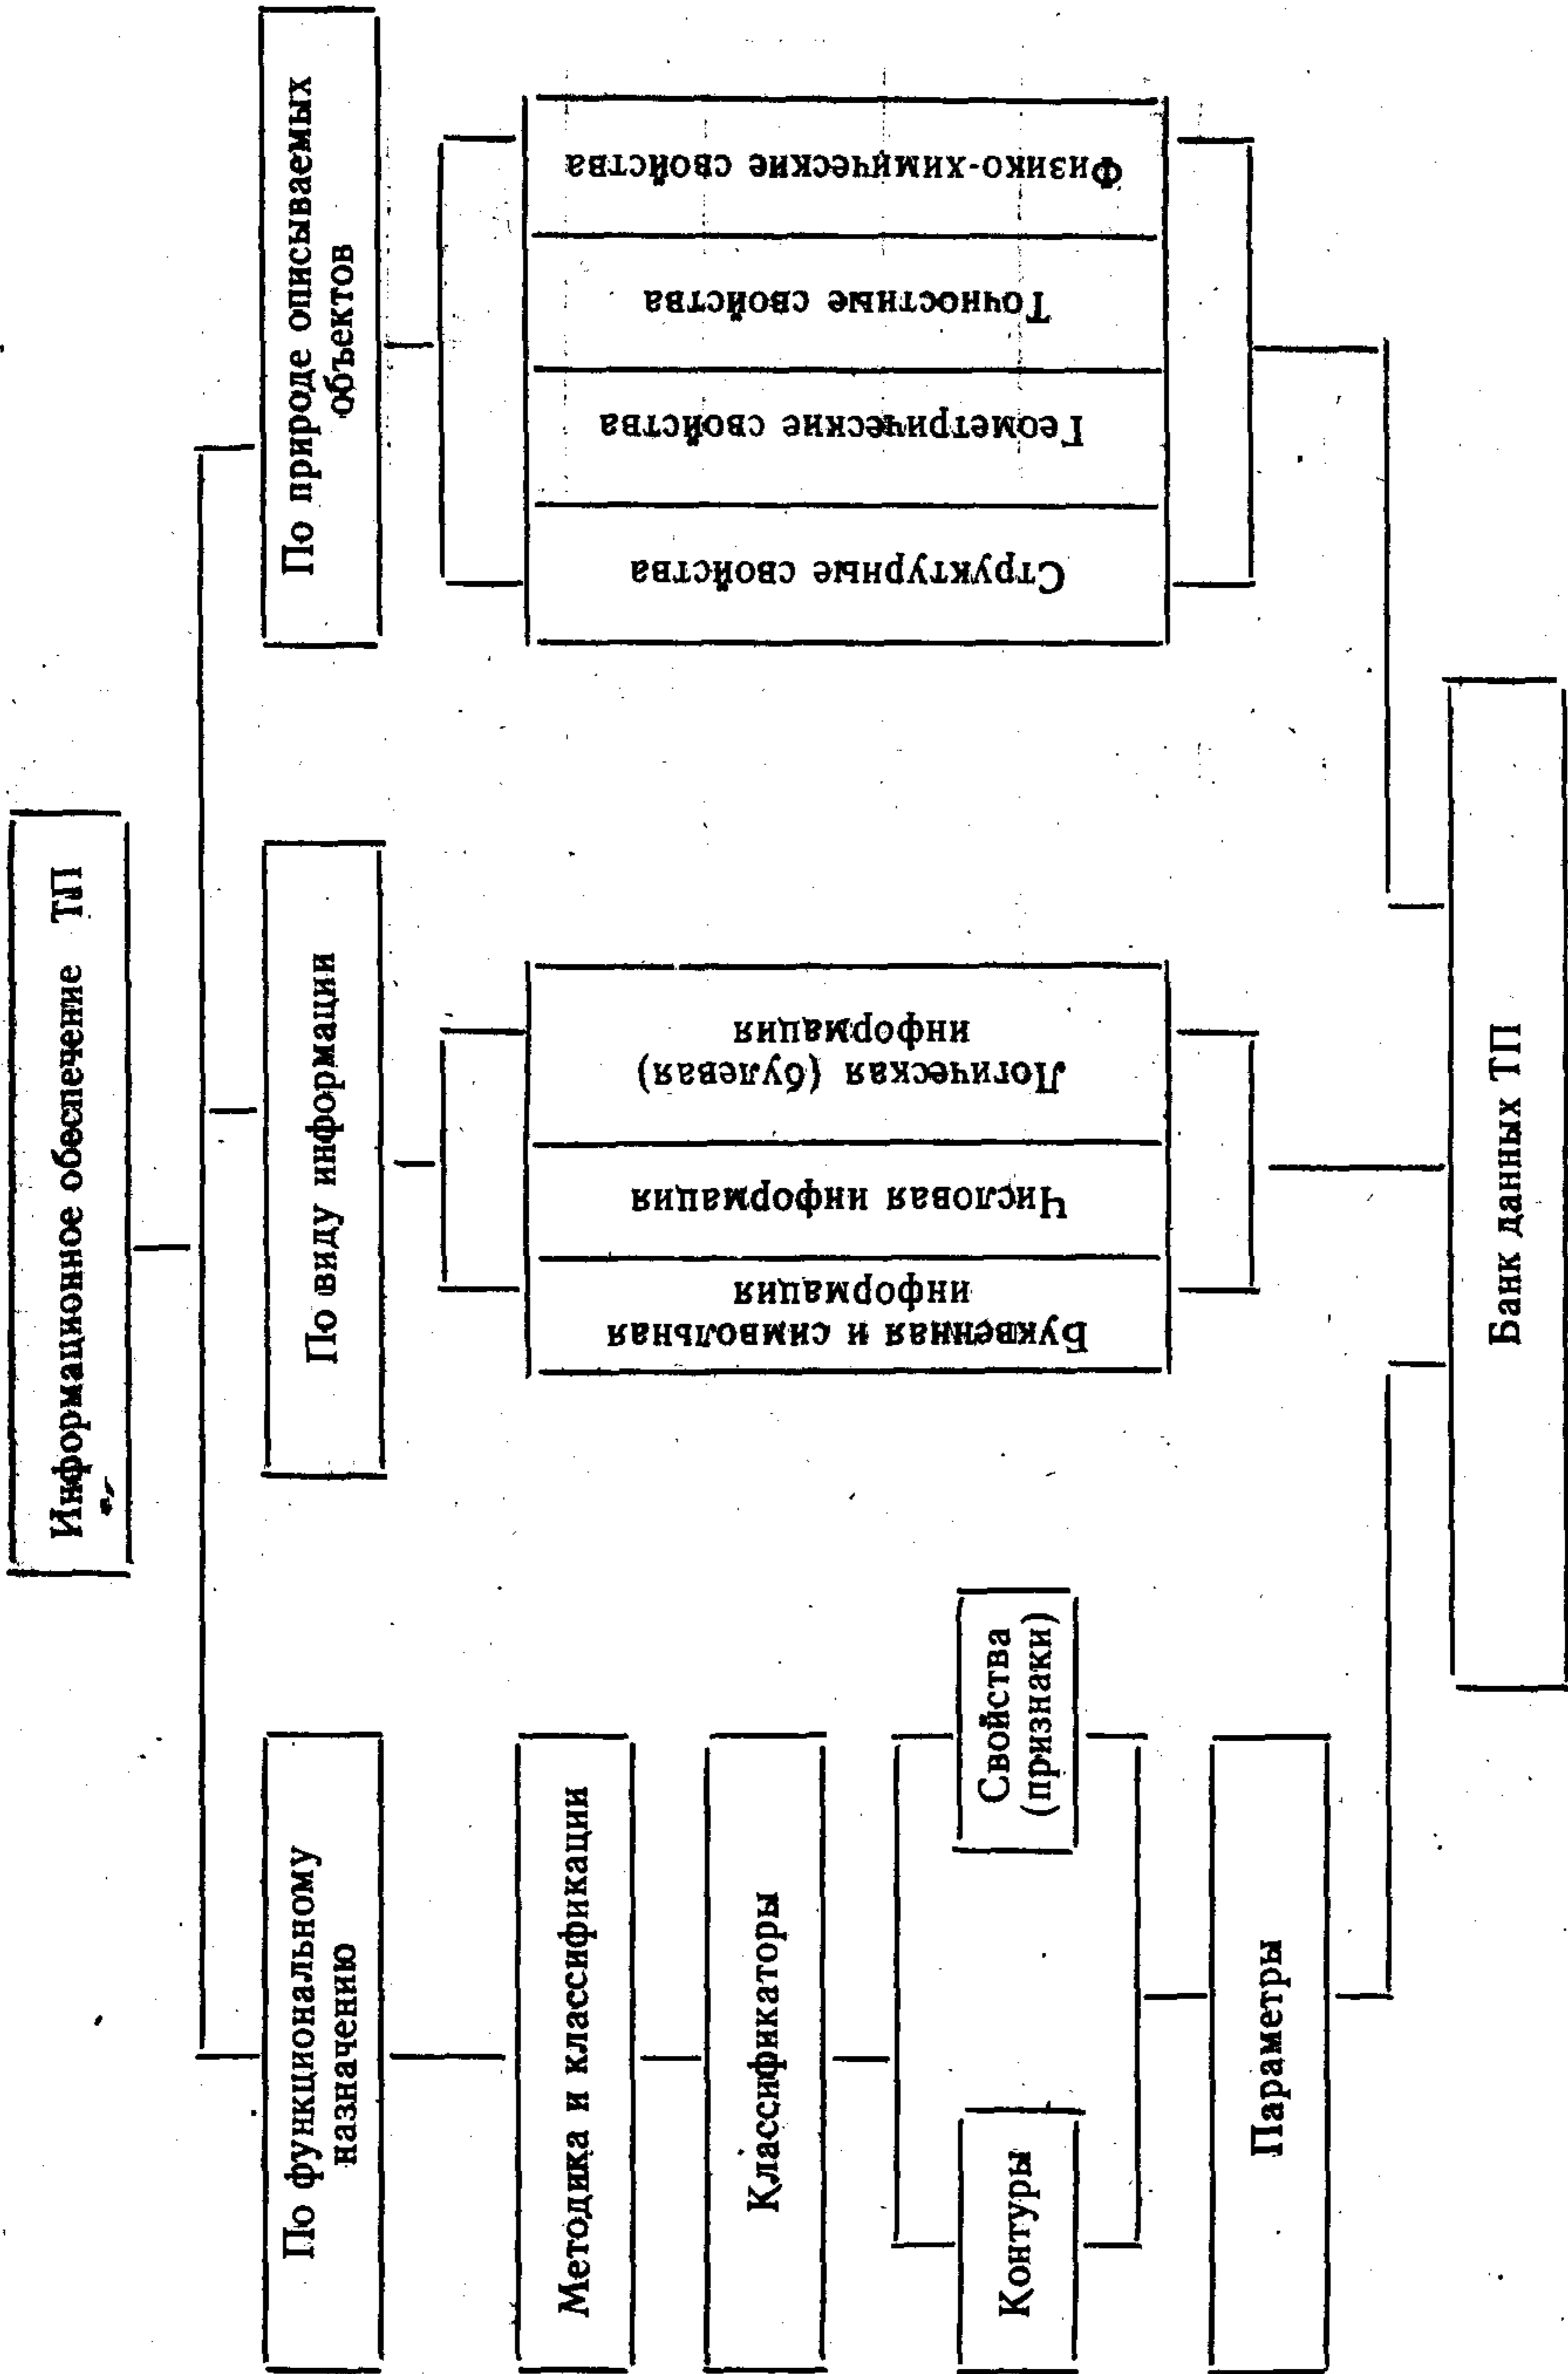 Информационное обеспечение ТП
По функциональному
назначению
По виду информации
По природе описываемых
объектов
Методика и классификации
Классификаторы
Контуры
Свойства
(признаки)
Параметры
Буквенная и символьная
информация
Числовая информация
Логическая (булевая)
информация
Структурные свойства
Геометрические свойства
Точностные свойства
Физико-химические свойства
Банк данных ТП